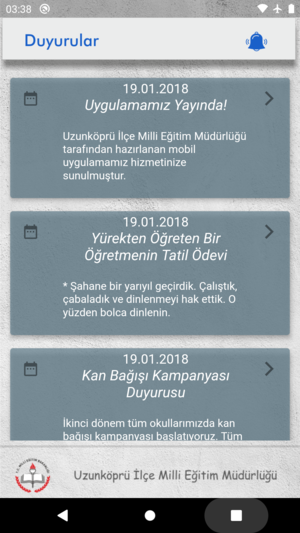 03:38
Duyurular
19.01.2018
Uygulamamız Yayında!
Uzunköprü İlçe Milli Eğitim Müdürlüğü
tarafından hazırlanan mobil
uygulamamız hizmetinize
sunulmuştur.
19.01.2018
Yürekten Öğreten Bir
Öğretmenin Tatil Ödevi
* Şahane bir yarıyıl geçirdik. Çalıştık,
çabaladık ve dinlenmeyi hak ettik. O
yüzden bolca dinlenin.
19.01.2018
Kan Bağışı Kampanyası
Duyurusu
İkinci dönem tüm okullarımızda kan
bağışı kampanyası başlatıyoruz. Tüm
Uzunköprü İlçe Milli Eğitim Müdürlüğü